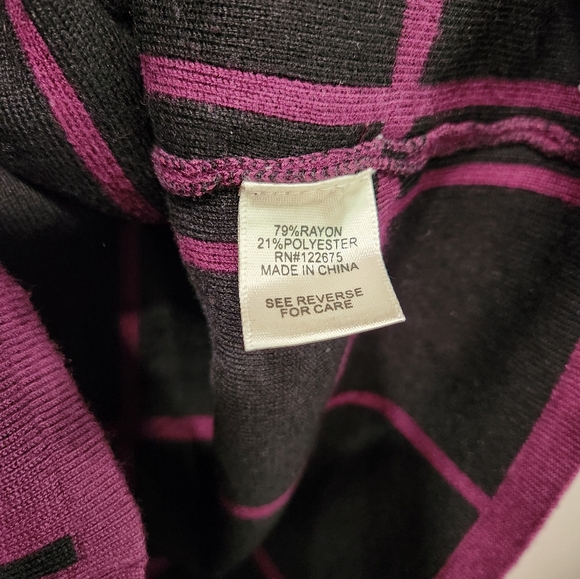 79%RAYON
21%POLYESTER
RN#122675
MADE IN CHINA
SEE REVERSE
FOR CARE